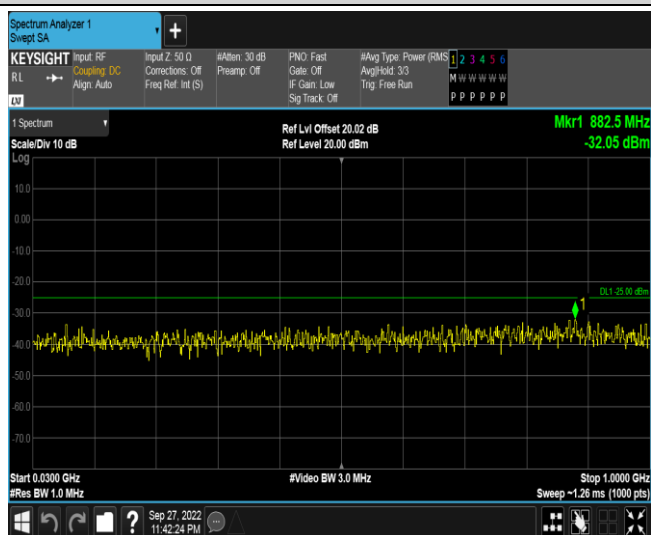 Spectrum Analyzer 1
Swept SA
+
KEYSIGHT
RL
LXI
Input: RF
Coupling: DC
Align: Auto
Input Z: 50 Ω
Corrections: Off
Freq Ref: Int (S)
#Atten: 30 dB
Preamp: Off
PNO: Fast
Gate: Off
IF Gain: Low
Sig Track: Off
#Avg Type: Power (RMS
Avg|Hold: 3/3
Trig: Free Run
1 2 3 4 5 6
M W W W W W
P P P P P P
1 Spectrum
Scale/Div 10 dB
Log
Ref Lvl Offset 20.02 dB
Ref Level 20.00 dBm
Mkr1 882.5 MHz
-32.05 dBm
10.0
0.00
-10.0
-20.0
DL1 -25.00 dBm
1
-30.0
-40.0
-50.0
-60.0
-70.0
Start 0.0300 GHz
#Res BW 1.0 MHz
#Video BW 3.0 MHz
Stop 1.0000 GHz
Sweep ~1.26 ms (1000 pts)
?
Sep 27, 2022
11:42:24 PM